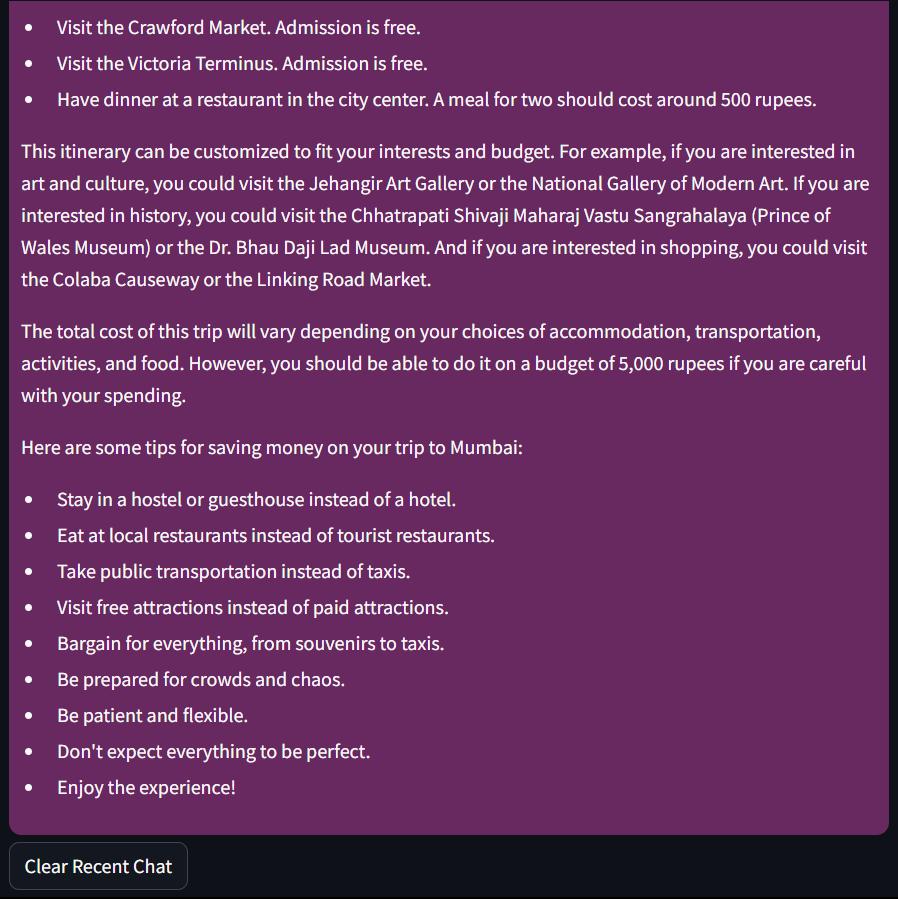 • Visit the Crawford Market. Admission is free.
• Visit the Victoria Terminus. Admission is free.
• Have dinner at a restaurant in the city center. A meal for two should cost around 500 rupees.
This itinerary can be customized to fit your interests and budget. For example, if you are interested in
art and culture, you could visit the Jehangir Art Gallery or the National Gallery of Modern Art. If you are
interested in history, you could visit the Chhatrapati Shivaji Maharaj Vastu Sangrahalaya (Prince of
Wales Museum) or the Dr. Bhau Daji Lad Museum. And if you are interested in shopping, you could visit
the Colaba Causeway or the Linking Road Market.
The total cost of this trip will vary depending on your choices of accommodation, transportation,
activities, and food. However, you should be able to do it on a budget of 5,000 rupees if you are careful
with your spending.
Here are some tips for saving money on your trip to Mumbai:
• Stay in a hostel or guesthouse instead of a hotel.
• Eat at local restaurants instead of tourist restaurants.
• Take public transportation instead of taxis.
• Visit free attractions instead of paid attractions.
• Bargain for everything, from souvenirs to taxis.
• Be prepared for crowds and chaos.
• Be patient and flexible.
• Don't expect everything to be perfect.
• Enjoy the experience!
Clear Recent Chat